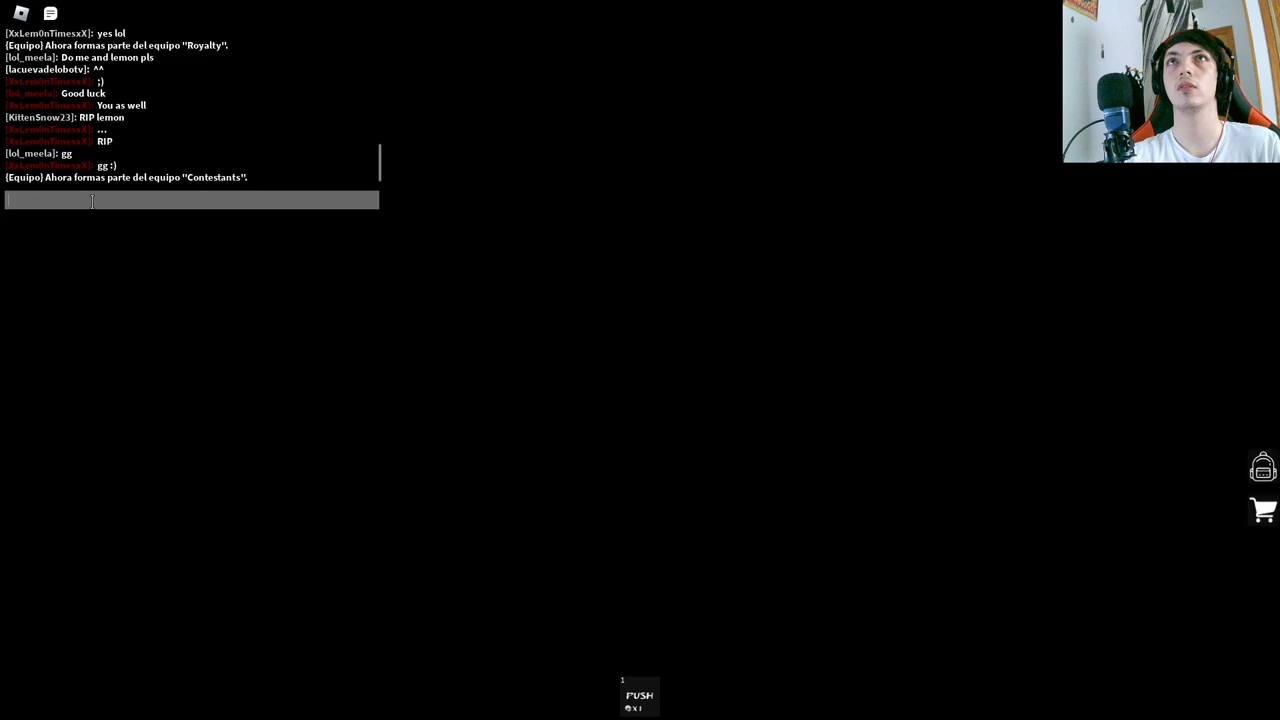 [XxLem0nTimesxX]: yes lol
{Equipo} Ahora formas parte del equipo "Royalty".
[lol_meela]: Do me and lemon pls
[lacuevadelobotv]: ^^
[XxLem0nTimesxX]: ;)
[lol_meela]: Good luck
[XxLem0nTimesxX]: You as well
[KittenSnow23]: RIP lemon
[XxLem0nTimesxX]: ...
[XxLem0nTimesxX]: RIP
[lol_meela]: gg
[XxLem0nTimesxX]: gg :)
{Equipo} Ahora formas parte del equipo "Contestants".
1
PUSH
X1